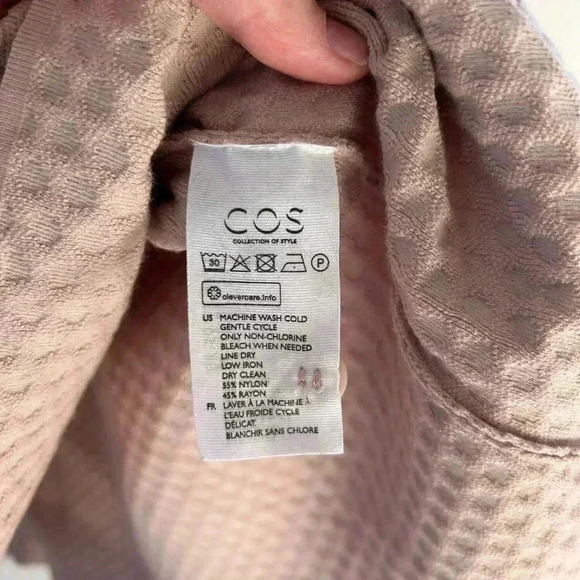 COS
COLLECTION OF STYLE
30 P
clevercare.info
US MACHINE WASH COLD
GENTLE CYCLE
ONLY NON-CHLORINE
BLEACH WHEN NEEDED
LINE DRY
LOW IRON
DRY CLEAN
55% NYLON
45% RAYON
FR LAVER À LA MACHINE À
L'EAU FROIDE CYCLE
DÉLICAT.
BLANCHIR SANS CHLORE